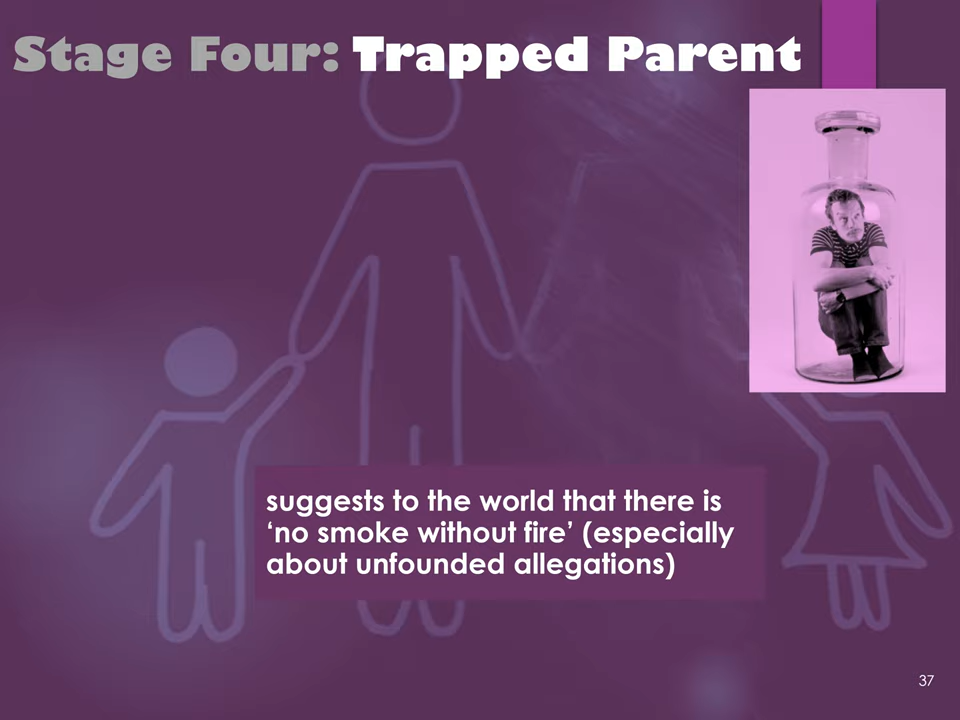 Stage Four: Trapped Parent
suggests to the world that there is
‘no smoke without fire’ (especially
about unfounded allegations)
37